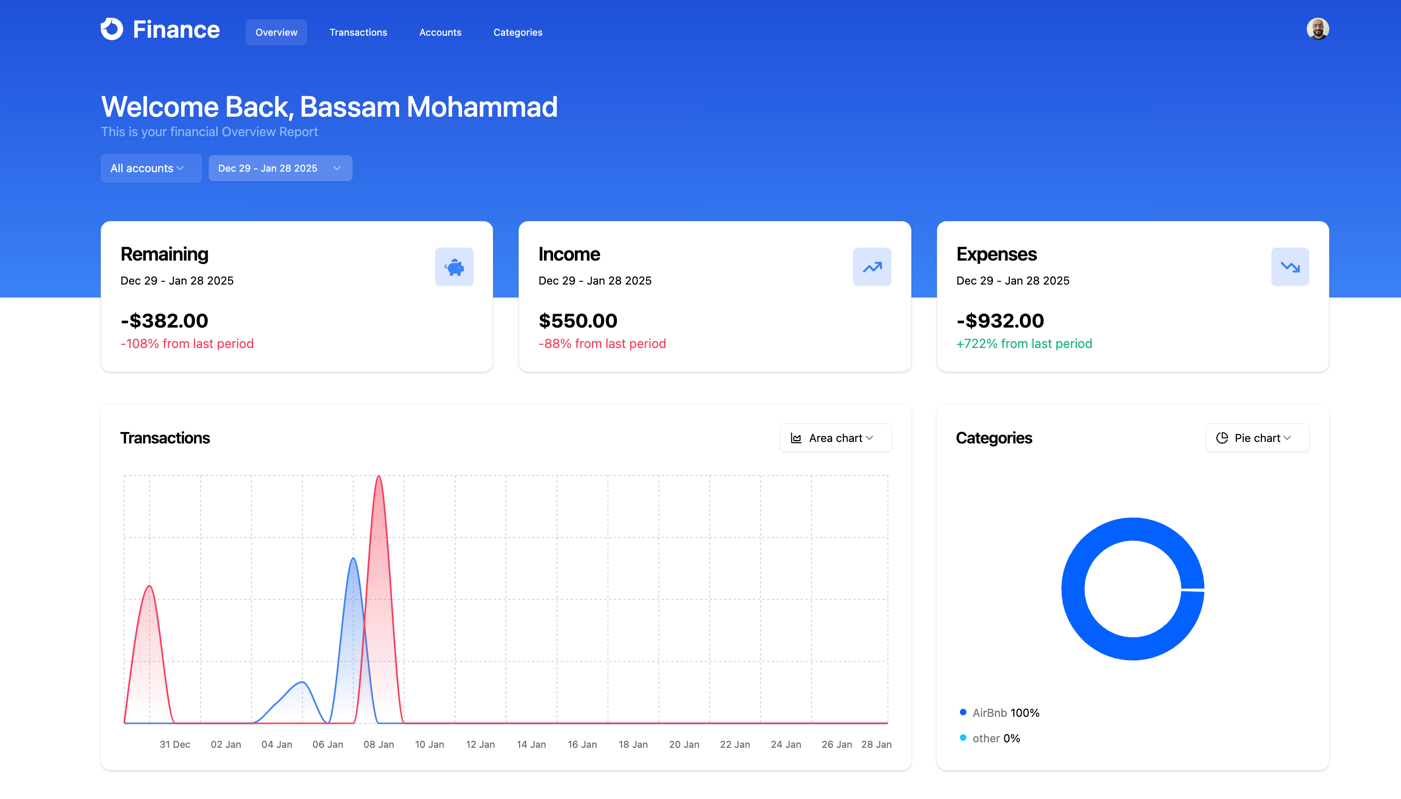 Finance
Overview
Transactions
Accounts
Categories
Welcome Back, Bassam Mohammad
This is your financial Overview Report
All accounts
Dec 29 - Jan 28 2025
Remaining
Dec 29 - Jan 28 2025
-$382.00
-108% from last period
Income
Dec 29 - Jan 28 2025
$550.00
-88% from last period
Expenses
Dec 29 - Jan 28 2025
-$932.00
+722% from last period
Transactions
Area chart
31 Dec
02 Jan
04 Jan
06 Jan
08 Jan
10 Jan
12 Jan
14 Jan
16 Jan
18 Jan
20 Jan
22 Jan
24 Jan
26 Jan
28 Jan
Categories
Pie chart
AirBnb 100%
other 0%